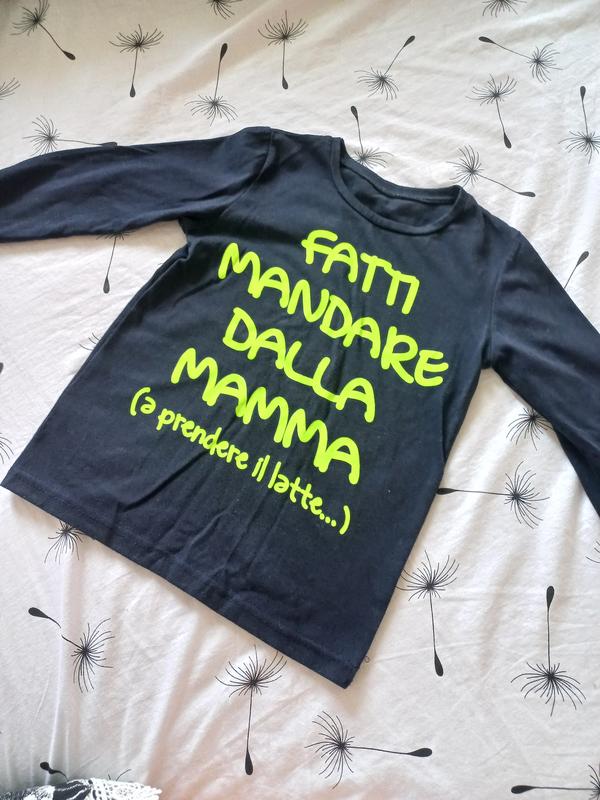 FATTI
MANDARE
DALLA
MAMMA
(a prendere il latte...)